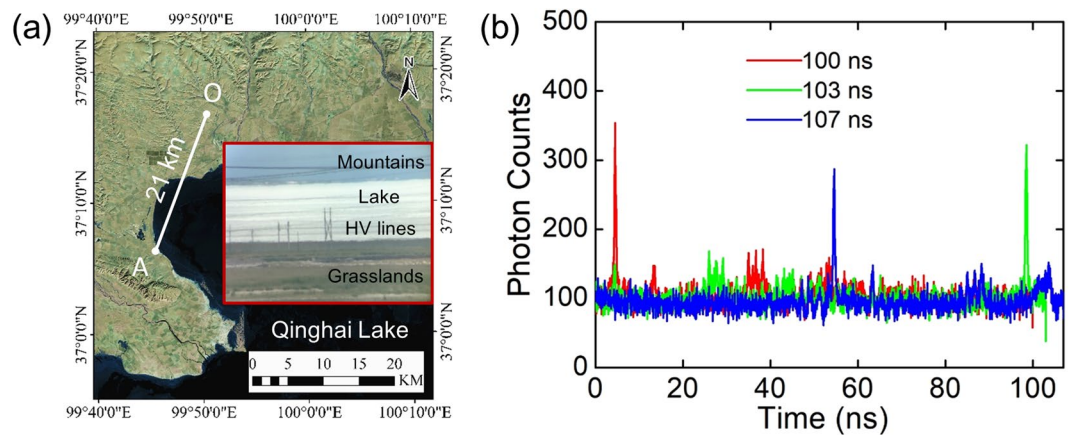 (a)
99°40'0"E 99°50'0"E 100°0'0"E 100°10'0"E
37°20'0"N
37°10'0"N
37°0'0"N
N
O
21 km
A
Mountains
Lake
HV lines
Grasslands
Qinghai Lake
0 5 10 15 20
KM
37°20'0"N
37°10'0"N
37°0'0"N
99°40'0"E 99°50'0"E 100°0'0"E 100°10'0"E
(b)
Photon Counts
500
400
300
200
100
0
100 ns
103 ns
107 ns
0 20 40 60 80 100
Time (ns)